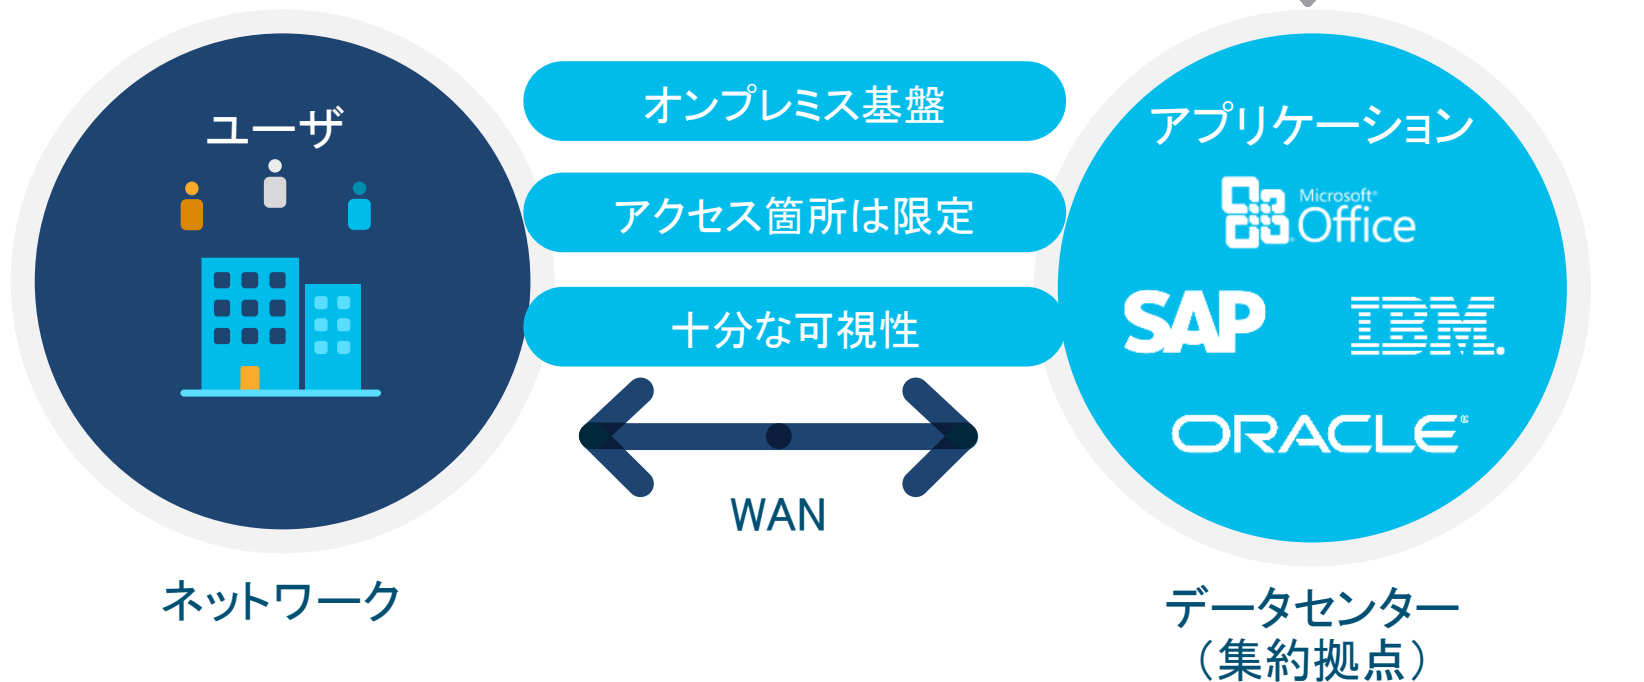 ユーザ
オンプレミス基盤
アクセス箇所は限定
十分な可視性
WAN
アプリケーション
Microsoft®
Office
SAP
IBM.
ORACLE®
ネットワーク
データセンター
（集約拠点）